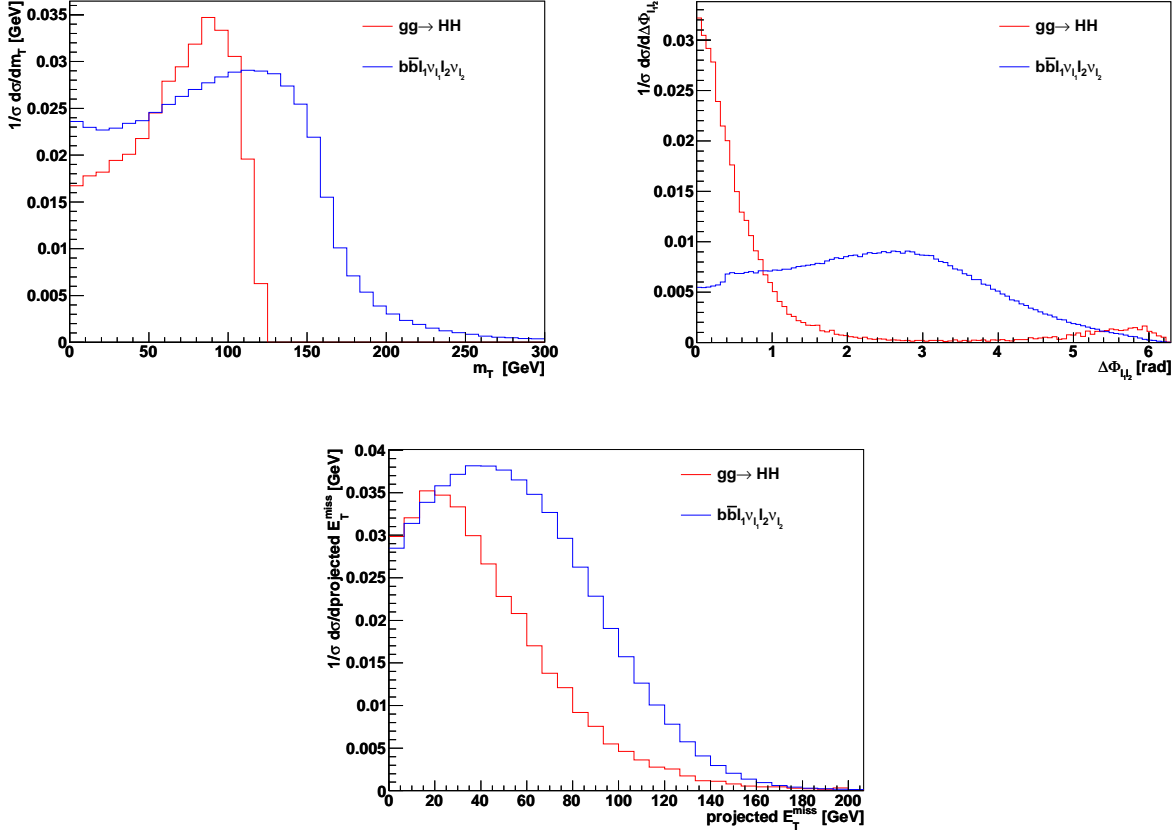 1/σ dσ/dm_T [GeV]
0.035
0.03
0.025
0.02
0.015
0.01
0.005
0
gg→ HH
bb̅l₁ν_l₁l₂ν_l₂
0 50 100 150 200 250 300
m_T [GeV]
1/σ dσ/dΔΦ_l₁l₂
0.03
0.025
0.02
0.015
0.01
0.005
0
gg→ HH
bb̅l₁ν_l₁l₂ν_l₂
0 1 2 3 4 5 6
ΔΦ_l₁l₂ [rad]
1/σ dσ/dprojected E_T^miss [GeV]
0.04
0.035
0.03
0.025
0.02
0.015
0.01
0.005
0
gg→ HH
bb̅l₁ν_l₁l₂ν_l₂
0 20 40 60 80 100 120 140 160 180 200
projected E_T^miss [GeV]